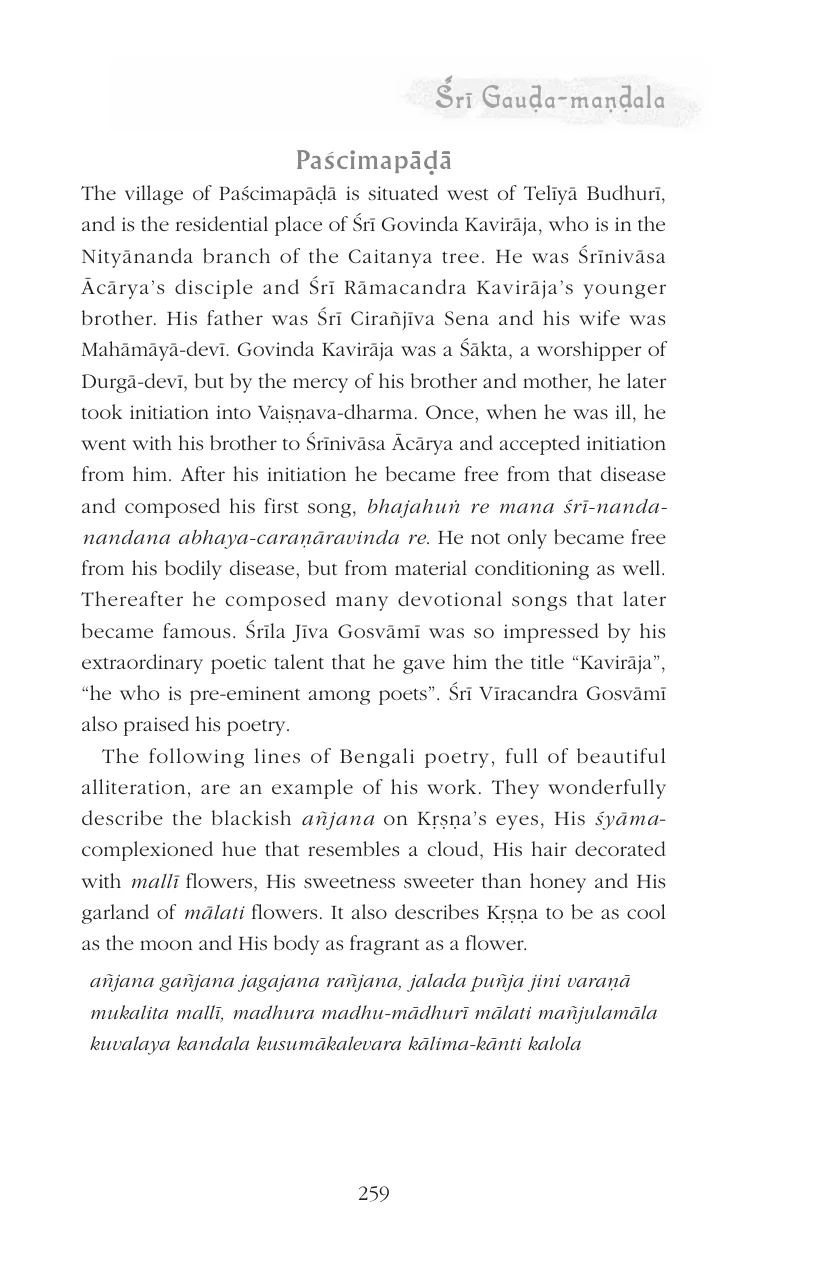 Śrī Gauḍa-maṇḍala
Paścimapāḍā
The village of Paścimapāḍā is situated west of Telīyā Budhurī,
and is the residential place of Śrī Govinda Kavirāja, who is in the
Nityānanda branch of the Caitanya tree. He was Śrīnivāsa
Ācārya’s disciple and Śrī Rāmacandra Kavirāja’s younger
brother. His father was Śrī Cirañjīva Sena and his wife was
Mahāmāyā-devī. Govinda Kavirāja was a Śākta, a worshipper of
Durgā-devī, but by the mercy of his brother and mother, he later
took initiation into Vaiṣṇava-dharma. Once, when he was ill, he
went with his brother to Śrīnivāsa Ācārya and accepted initiation
from him. After his initiation he became free from that disease
and composed his first song, bhajahuṅ re mana śrī-nanda-
nandana abhaya-caraṇāravinda re. He not only became free
from his bodily disease, but from material conditioning as well.
Thereafter he composed many devotional songs that later
became famous. Śrīla Jīva Gosvāmī was so impressed by his
extraordinary poetic talent that he gave him the title “Kavirāja”,
“he who is pre-eminent among poets”. Śrī Vīracandra Gosvāmī
also praised his poetry.
The following lines of Bengali poetry, full of beautiful
alliteration, are an example of his work. They wonderfully
describe the blackish añjana on Kṛṣṇa’s eyes, His śyāma-
complexioned hue that resembles a cloud, His hair decorated
with mallī flowers, His sweetness sweeter than honey and His
garland of mālati flowers. It also describes Kṛṣṇa to be as cool
as the moon and His body as fragrant as a flower.
añjana gañjana jagajana rañjana, jalada puñja jini varaṇā
mukalita mallī, madhura madhu-mādhurī mālati mañjulamāla
kuvalaya kandala kusumākalevara kālima-kānti kalola
259